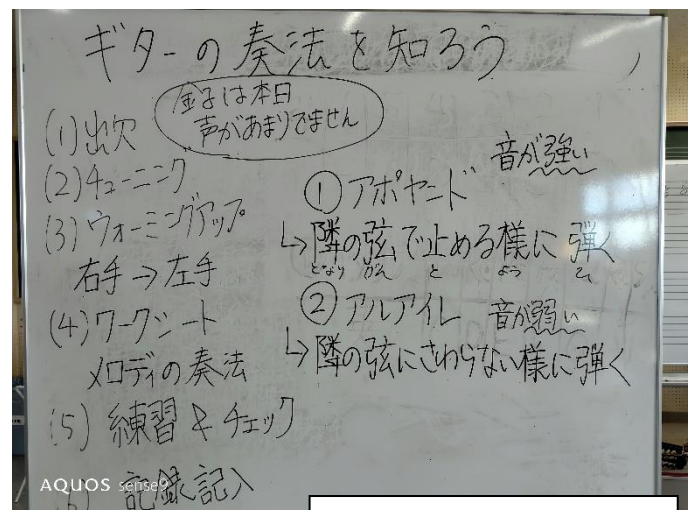 ギターの奏法を知ろう
金子は本日
声があまりでません
(1) 出欠
(2) チューニング
(3) ウォーミングアップ
右手→左手
(4) ワークシート
メロディの奏法
(5) 練習&チェック
記録記入
音が強い
① アポヤンド
↳隣の弦で止める様に弾く
となり げん と よう ひ
② アルアイレ 音が弱い
↳隣の弦にさわらない様に弾く
AQUOS sense9